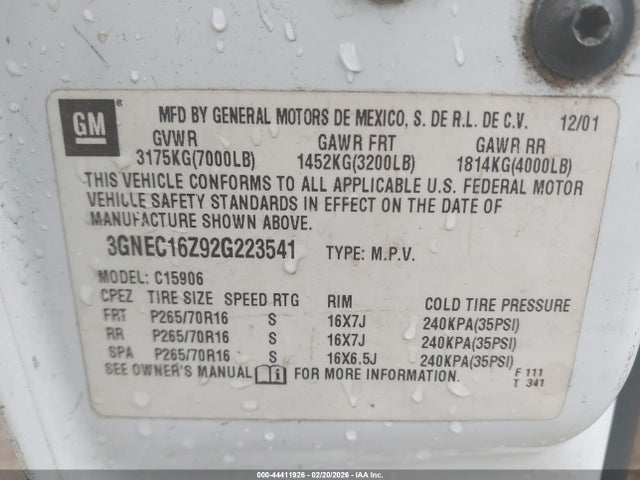 GM ® MFD BY GENERAL MOTORS DE MEXICO, S. DE R.L. DE C.V. 12/01
GVWR GAWR FRT GAWR RR
3175KG(7000LB) 1452KG(3200LB) 1814KG(4000LB)
THIS VEHICLE CONFORMS TO ALL APPLICABLE U.S. FEDERAL MOTOR
VEHICLE SAFETY STANDARDS IN EFFECT ON THE DATE OF
MANUFACTURE SHOWN ABOVE.
3GNEC16Z92G223541 TYPE: M.P.V.
MODEL: C15906
CPEZ TIRE SIZE SPEED RTG RIM COLD TIRE PRESSURE
FRT P265/70R16 S 16X7J 240KPA(35PSI)
RR P265/70R16 S 16X7J 240KPA(35PSI)
SPA P265/70R16 S 16X6.5J 240KPA(35PSI)
SEE OWNER'S MANUAL i FOR MORE INFORMATION. F 111
T 341
000-44411926 - 02/20/2026 - IAA Inc.